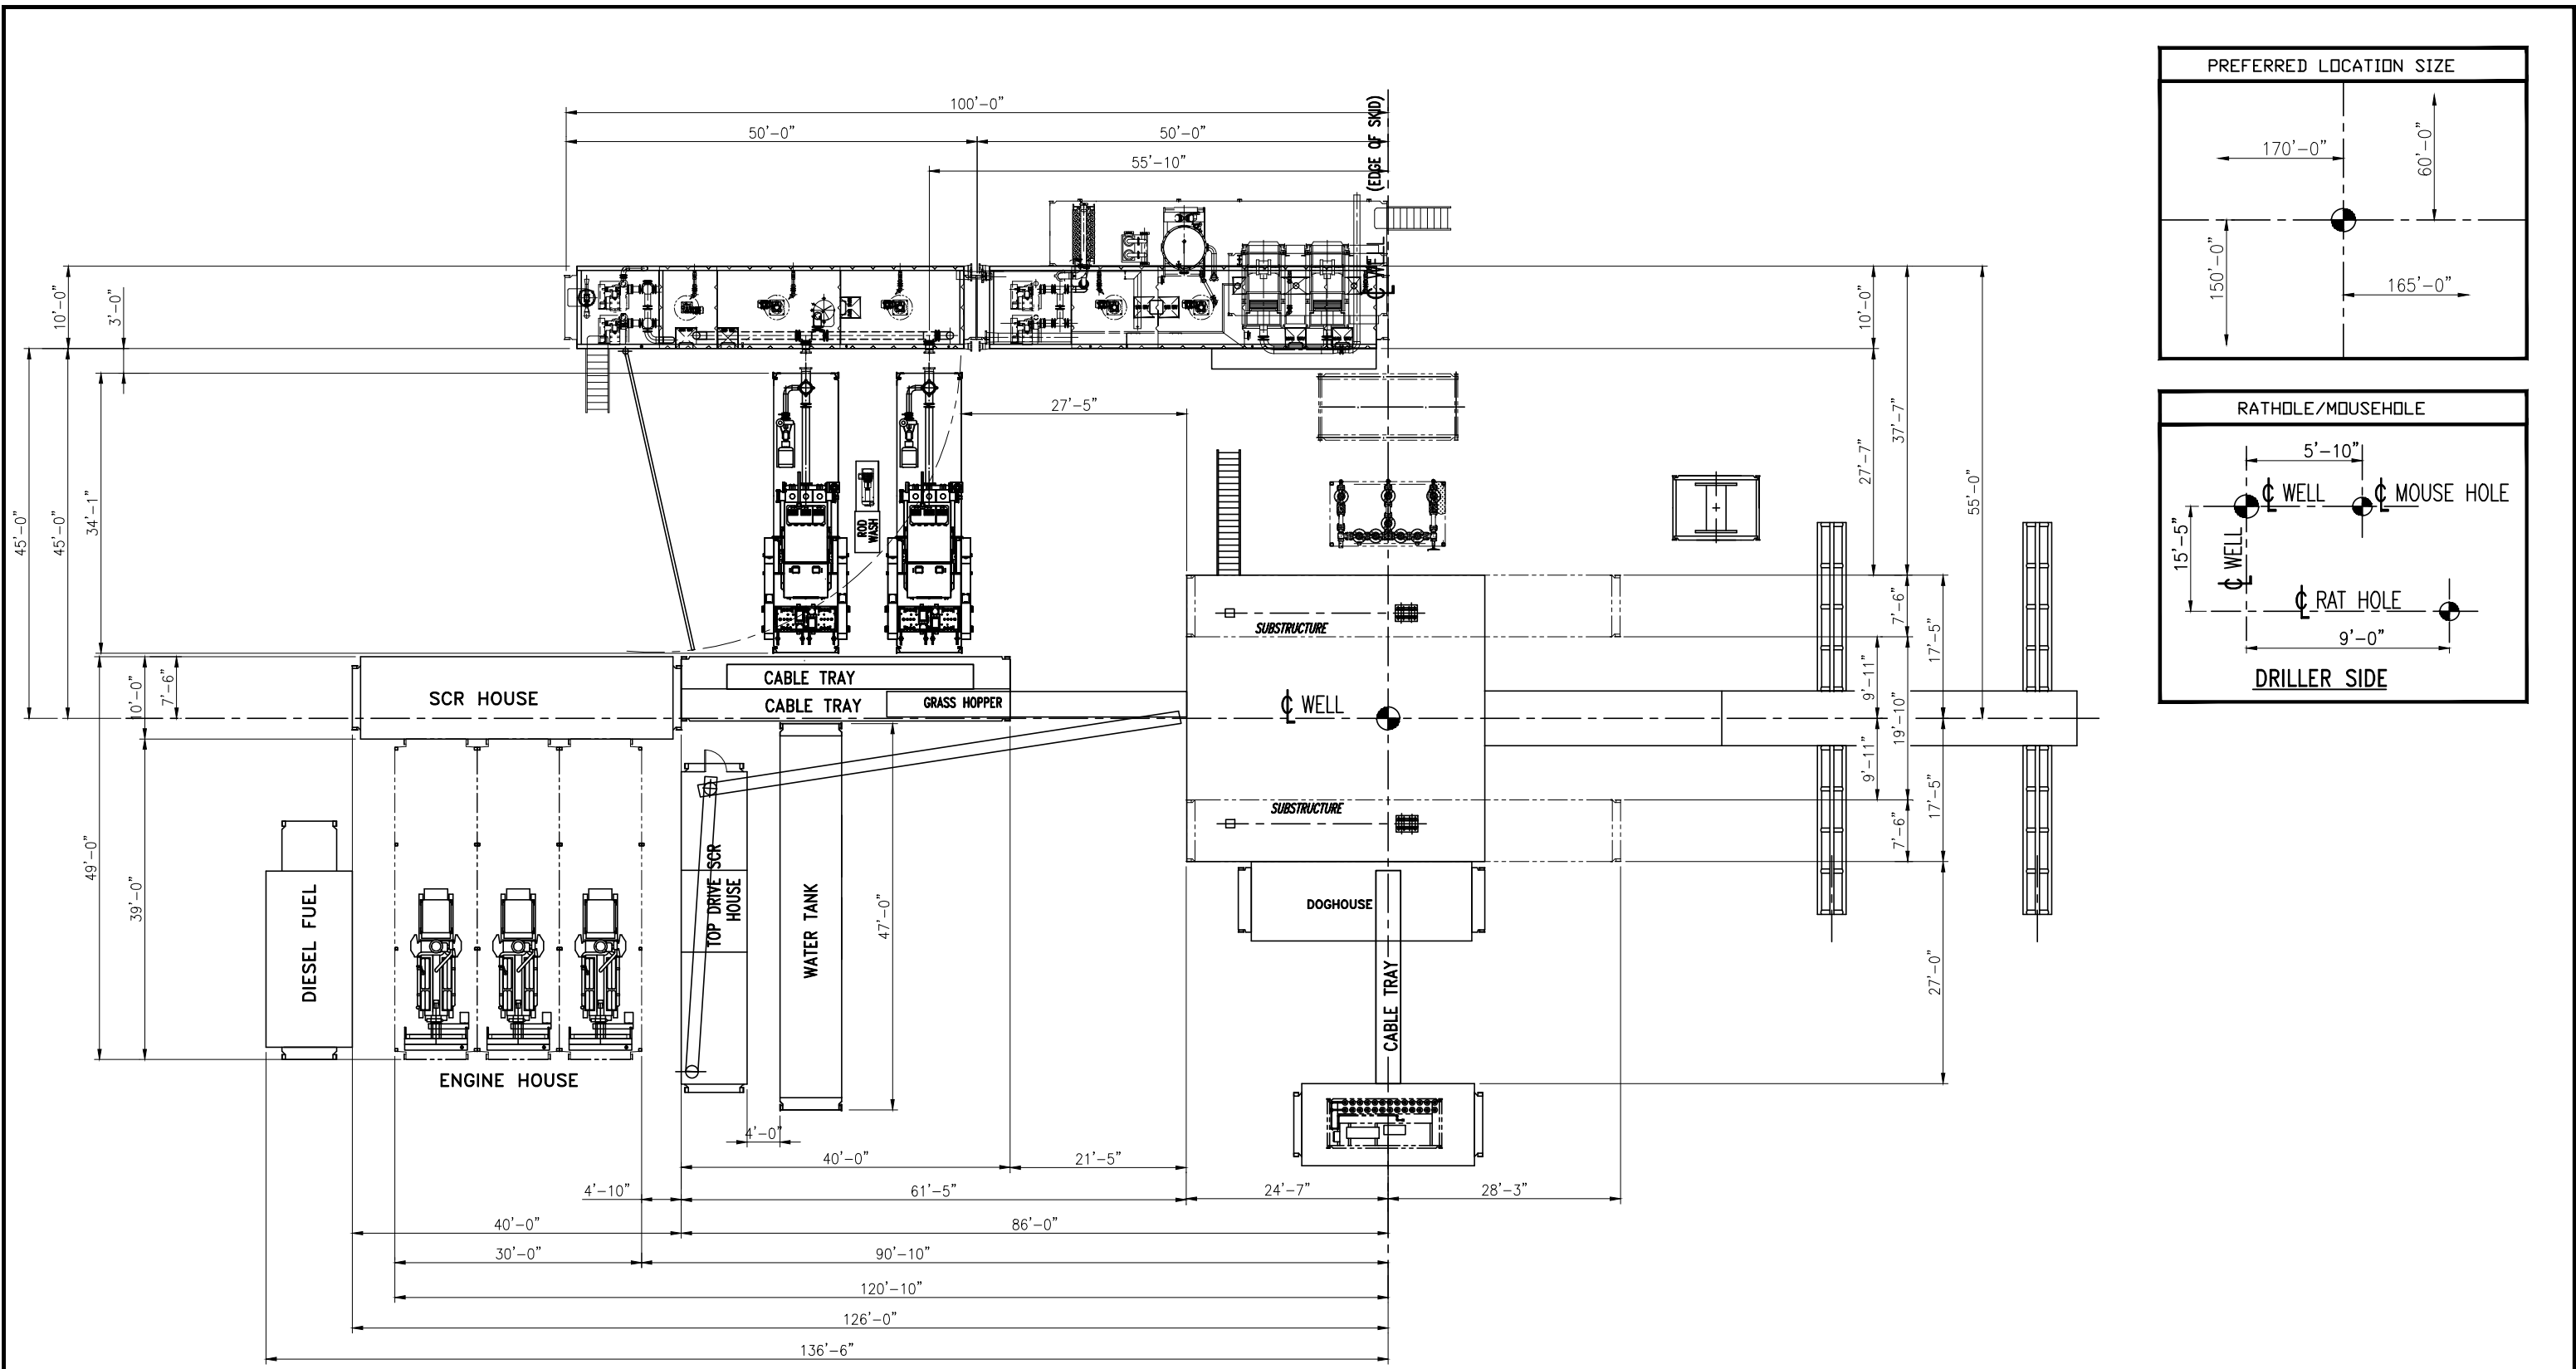 PREFERRED LOCATION SIZE
170'-0"
60'-0"
150'-0"
165'-0"
RATHOLE/MOUSEHOLE
5'-10"
℄ WELL
℄ MOUSE HOLE
15'-5"
℄ WELL
℄ RAT HOLE
9'-0"
DRILLER SIDE
100'-0"
50'-0"
50'-0"
55'-10"
(EDGE OF SKID)
℄ WELL
10'-0"
3'-0"
45'-0"
45'-0"
34'-1"
27'-5"
ROD
WASH
10'-0"
27'-7"
37'-7"
55'-0"
7'-6"
17'-5"
9'-11"
19'-10"
9'-11"
17'-5"
7'-6"
27'-0"
SUBSTRUCTURE
℄ WELL
SUBSTRUCTURE
DOGHOUSE
CABLE TRAY
CABLE TRAY
CABLE TRAY
GRASS HOPPER
SCR HOUSE
10'-0"
7'-6"
49'-0"
39'-0"
DIESEL FUEL
ENGINE HOUSE
TOP DRIVE SCR
HOUSE
WATER TANK
47'-0"
4'-0"
40'-0"
21'-5"
4'-10"
61'-5"
24'-7"
28'-3"
40'-0"
86'-0"
30'-0"
90'-10"
120'-10"
126'-0"
136'-6"